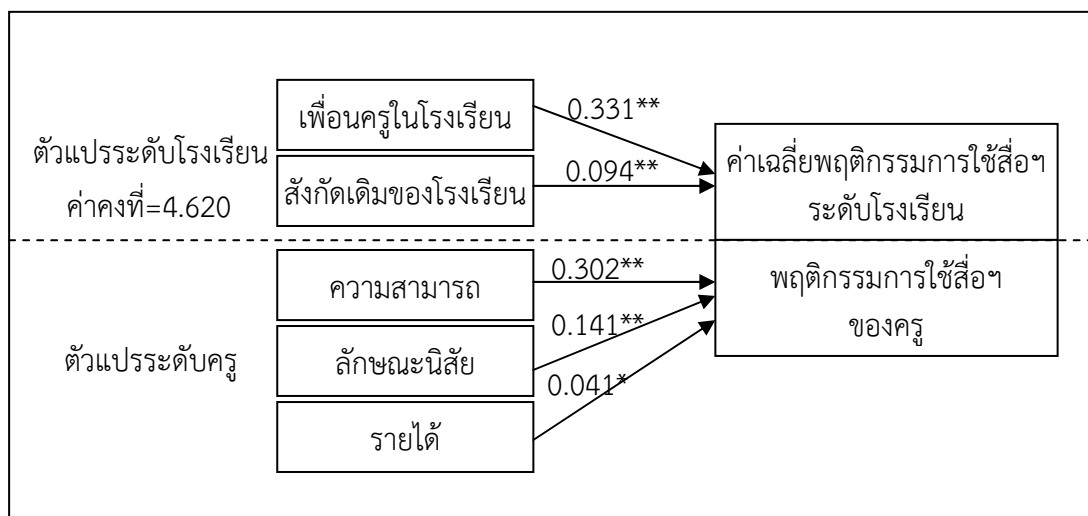 เพื่อนครูในโรงเรียน
0.331**
ตัวแปรระดับโรงเรียน
ค่าคงที่=4.620
สังกัดเดิมของโรงเรียน
0.094**
ค่าเฉลี่ยพฤติกรรมการใช้สื่อฯ
ระดับโรงเรียน
ความสามารถ
0.302**
พฤติกรรมการใช้สื่อฯ
ของครู
ตัวแปรระดับครู
ลักษณะนิสัย
0.141**
รายได้
0.041*